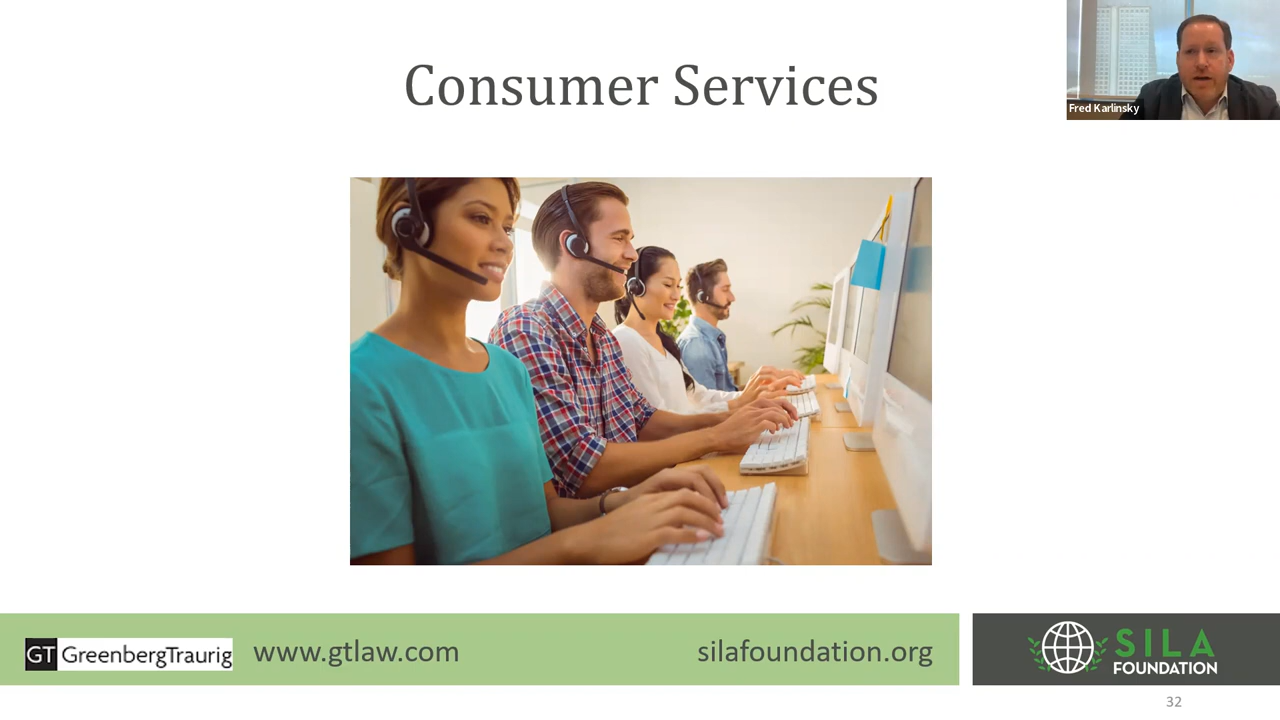 Consumer Services
Fred Karlinsky
GT GreenbergTraurig
www.gtlaw.com
silafoundation.org
SILA
FOUNDATION
32